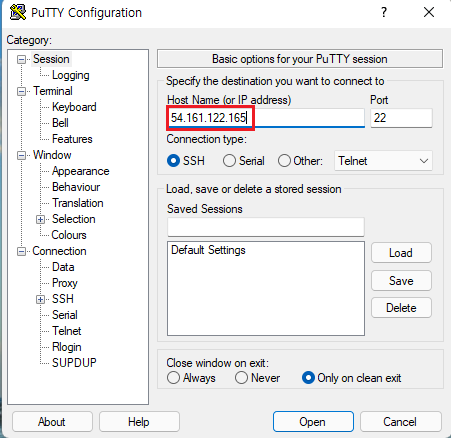 PuTTY Configuration
? ×
Category:
Session
Logging
Terminal
Keyboard
Bell
Features
Window
Appearance
Behaviour
Translation
Selection
Colours
Connection
Data
Proxy
SSH
Serial
Telnet
Rlogin
SUPDUP
Basic options for your PuTTY session
Specify the destination you want to connect to
Host Name (or IP address) Port
54.161.122.165 22
Connection type:
SSH Serial Other: Telnet
Load, save or delete a stored session
Saved Sessions
Default Settings
Load
Save
Delete
Close window on exit:
Always Never Only on clean exit
About Help Open Cancel